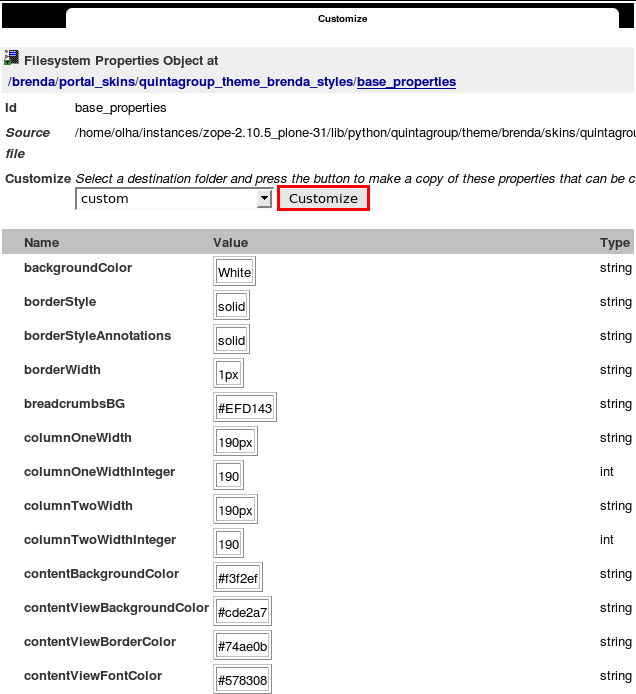 Customize
Filesystem Properties Object at
/brenda/portal_skins/quintagroup_theme_brenda_styles/base_properties
Id base_properties
Source /home/olha/instances/zope-2.10.5_plone-31/lib/python/quintagroup/theme/brenda/skins/quintagrou
file
Customize Select a destination folder and press the button to make a copy of these properties that can be c
custom Customize
Name Value Type
backgroundColor White string
borderStyle solid string
borderStyleAnnotations solid string
borderWidth 1px string
breadcrumbsBG #EFD143 string
columnOneWidth 190px string
columnOneWidthInteger 190 int
columnTwoWidth 190px string
columnTwoWidthInteger 190 int
contentBackgroundColor #f3f2ef string
contentViewBackgroundColor #cde2a7 string
contentViewBorderColor #74ae0b string
contentViewFontColor #578308 string